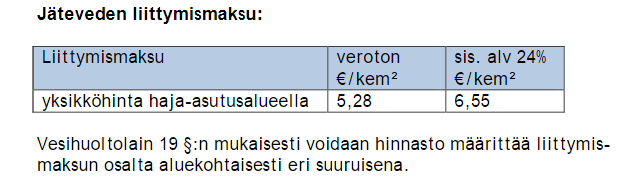 Jäteveden liittymismaksu:
Liittymismaksu veroton sis. alv 24%
€/kem² €/kem²
yksikköhinta haja-asutusalueella 5,28 6,55
Vesihuoltolain 19 §:n mukaisesti voidaan hinnasto määrittää liittymis-
maksun osalta aluekohtaisesti eri suuruisena.